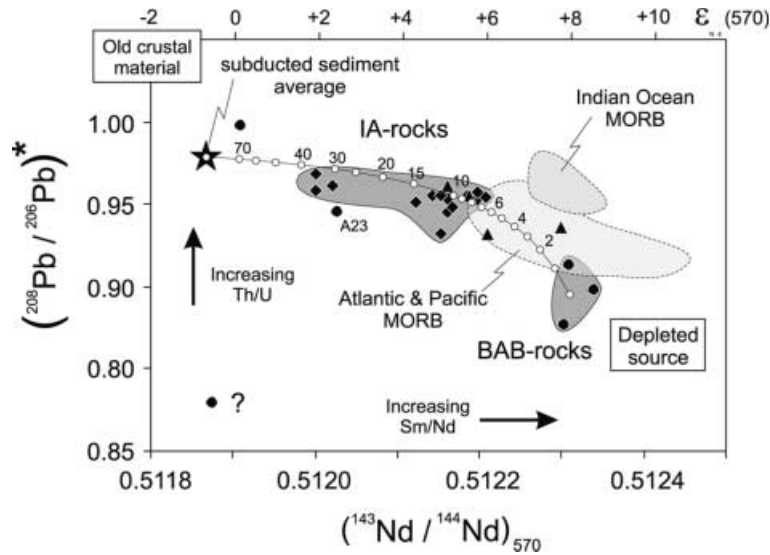 -2 0 +2 +4 +6 +8 +10 ε Nd (570)
Old crustal
material
subducted sediment
average
Indian Ocean
MORB
IA-rocks
1.00
70 40 30 20 15 10 6 4 2
0.95
A23
Increasing
Th/U
Atlantic & Pacific
MORB
0.90
BAB-rocks
Depleted
source
0.80
?
Increasing
Sm/Nd
0.85
(²⁰⁸Pb / ²⁰⁶Pb)*
0.5118 0.5120 0.5122 0.5124
(¹⁴³Nd / ¹⁴⁴Nd)₅₇₀